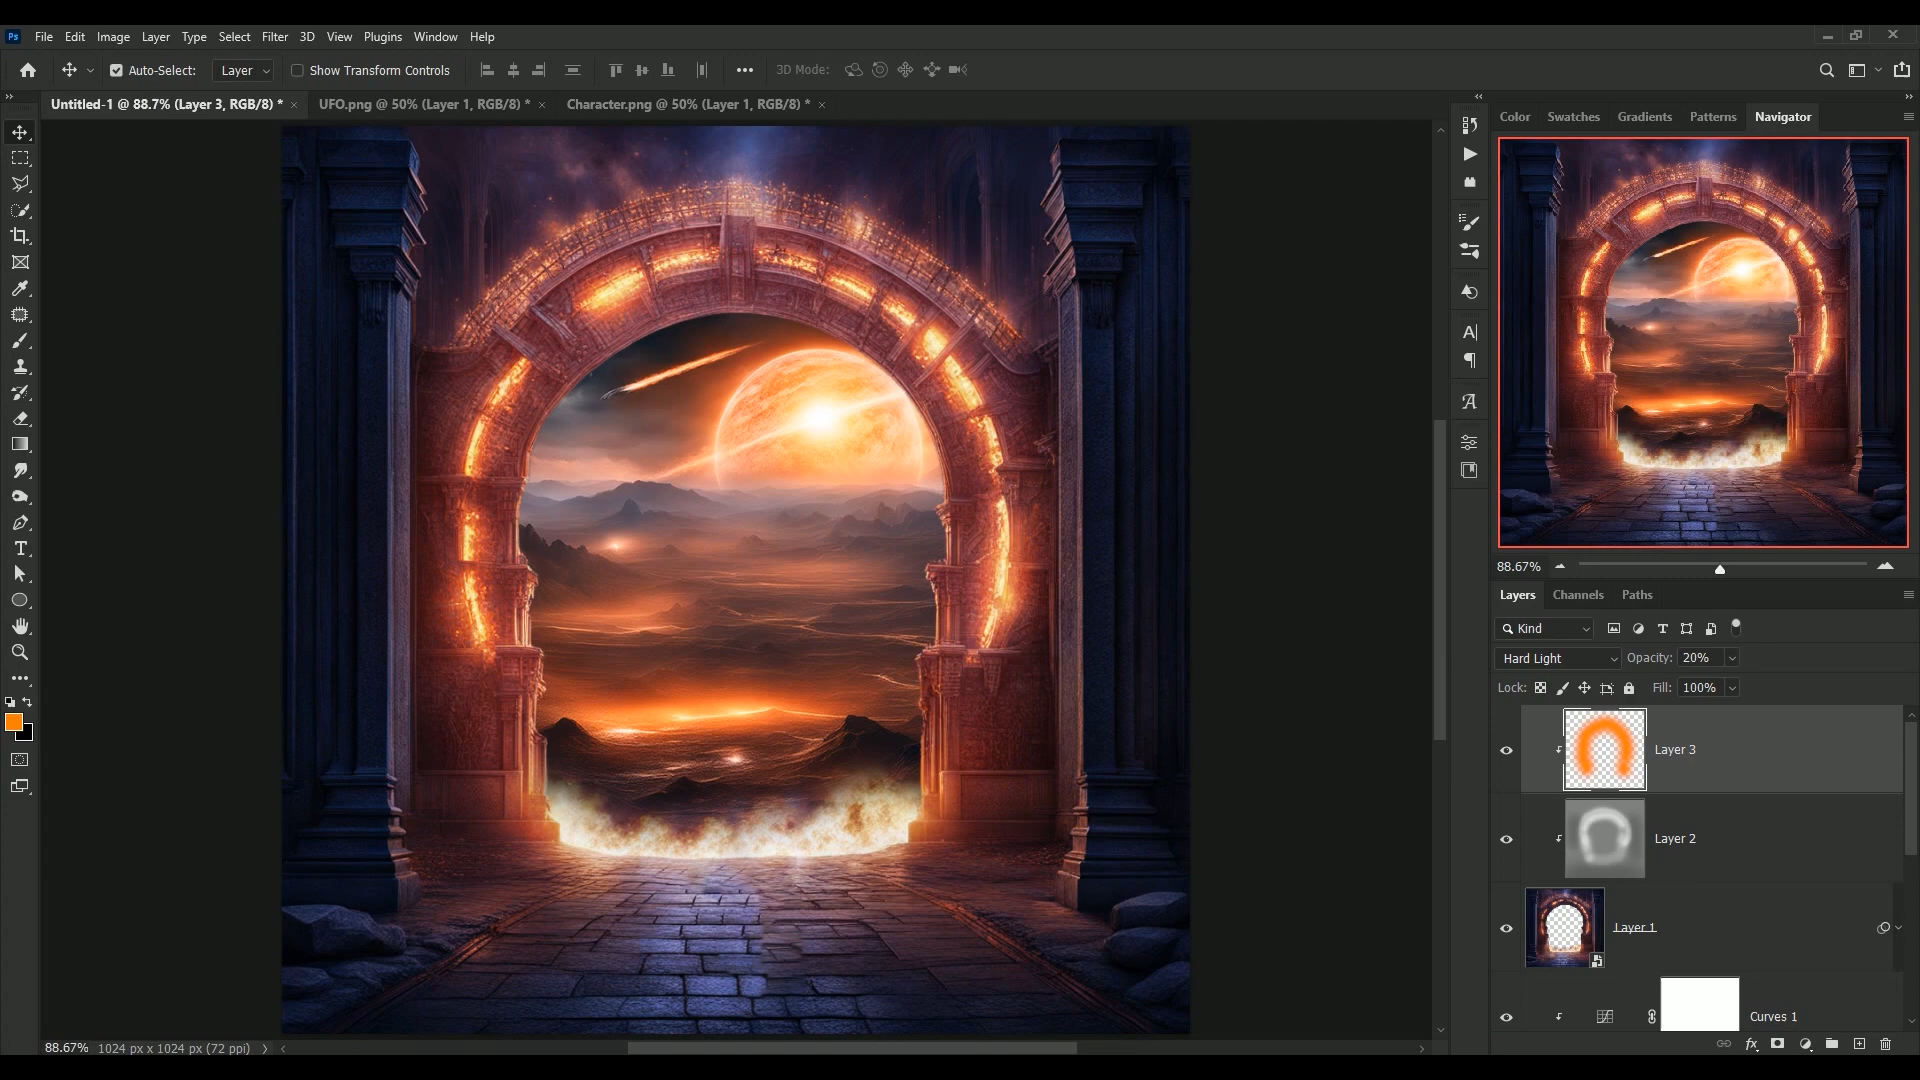 Ps File Edit Image Layer Type Select Filter 3D View Plugins Window Help
Auto-Select: Layer Show Transform Controls 3D Mode:
Untitled-1 @ 88.7% (Layer 3, RGB/8) * UFO.png @ 50% (Layer 1, RGB/8) * Character.png @ 50% (Layer 1, RGB/8) *
Color Swatches Gradients Patterns Navigator
88.67%
Layers Channels Paths
Kind
Hard Light Opacity: 20%
Lock: Fill: 100%
Layer 3
Layer 2
Layer 1
Curves 1
88.67% 1024 px x 1024 px (72 ppi)